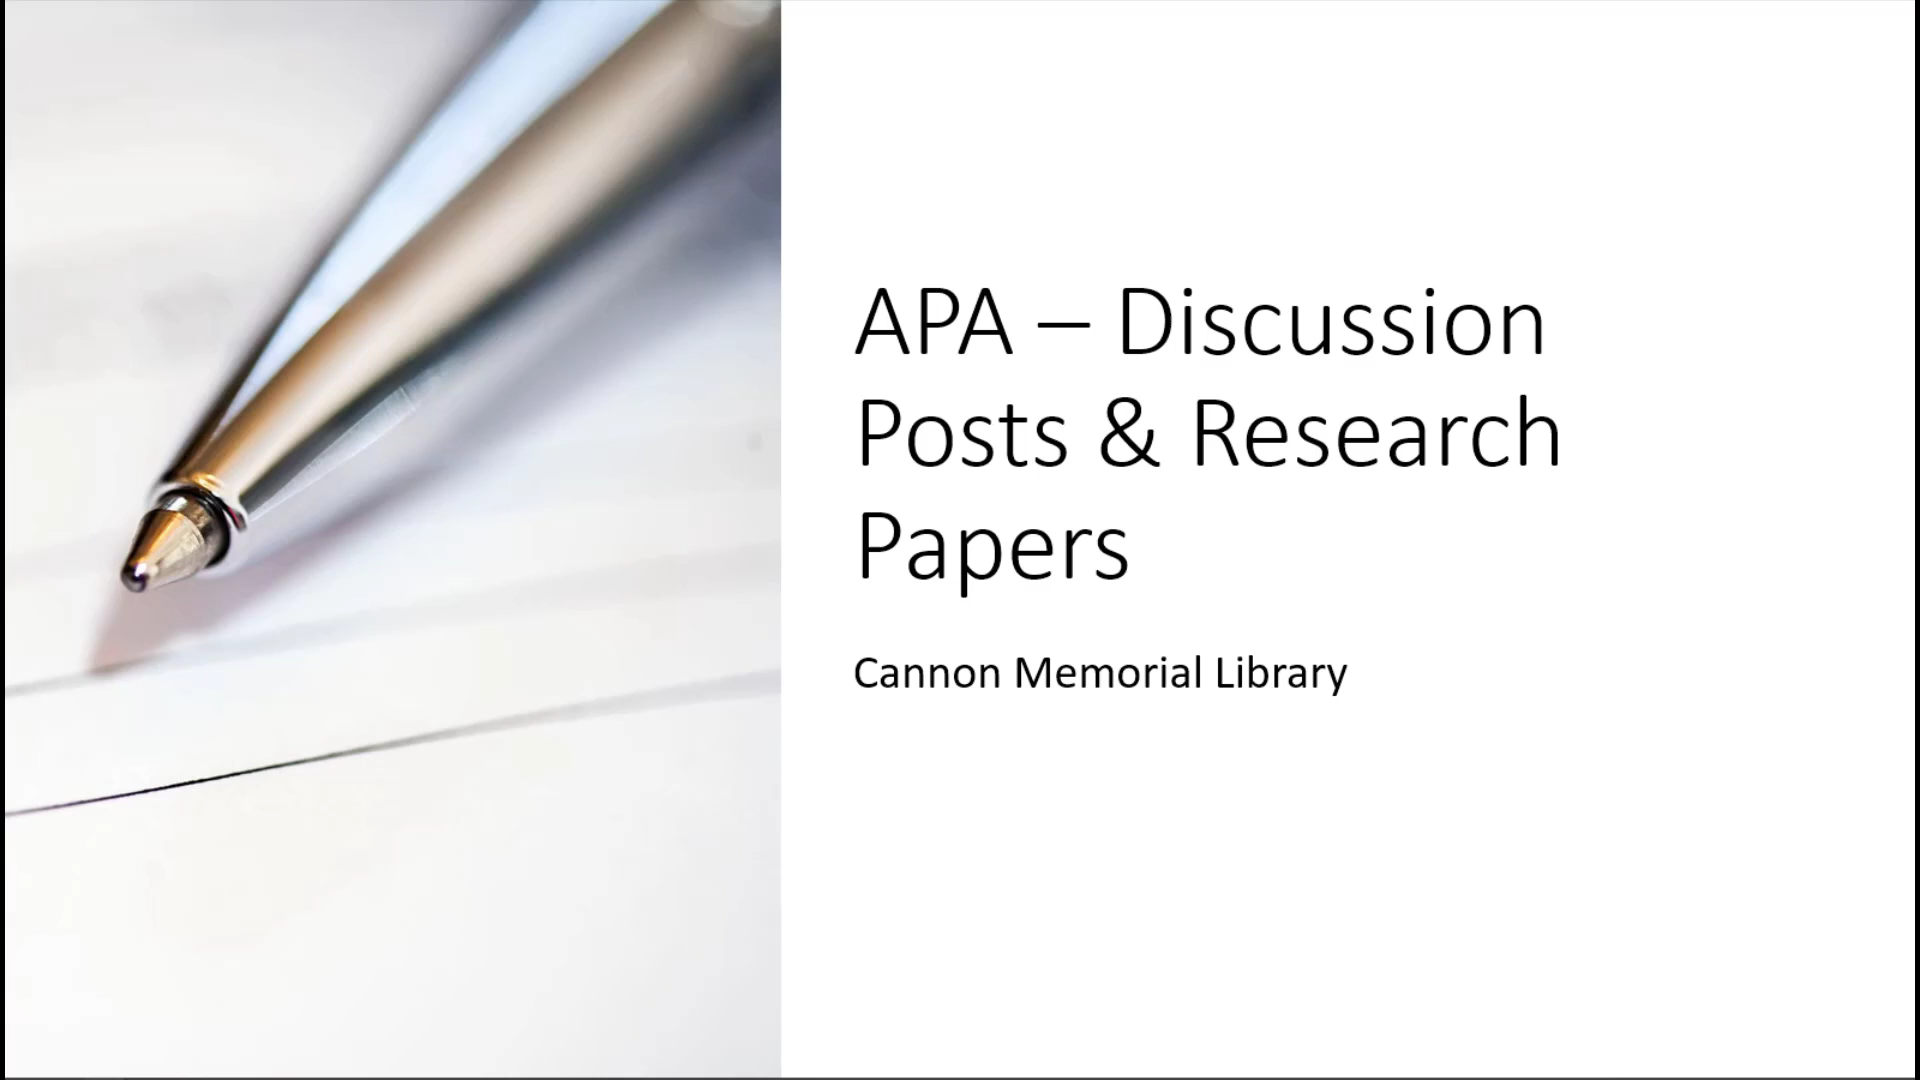 APA – Discussion
Posts & Research
Papers
Cannon Memorial Library